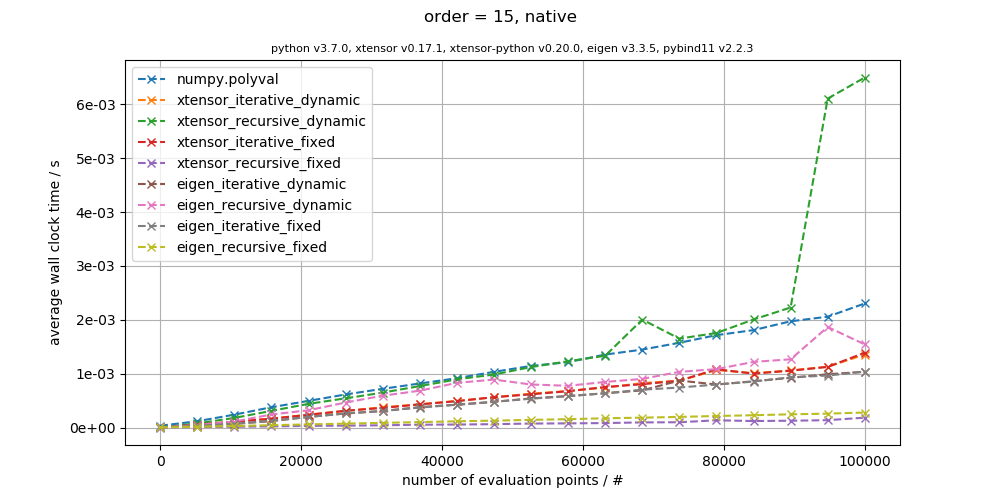 order = 15, native
python v3.7.0, xtensor v0.17.1, xtensor-python v0.20.0, eigen v3.3.5, pybind11 v2.2.3
numpy.polyval
xtensor_iterative_dynamic
xtensor_recursive_dynamic
xtensor_iterative_fixed
xtensor_recursive_fixed
eigen_iterative_dynamic
eigen_recursive_dynamic
eigen_iterative_fixed
eigen_recursive_fixed
average wall clock time / s
6e-03
5e-03
4e-03
3e-03
2e-03
1e-03
0e+00
0
20000
40000
60000
80000
100000
number of evaluation points / #